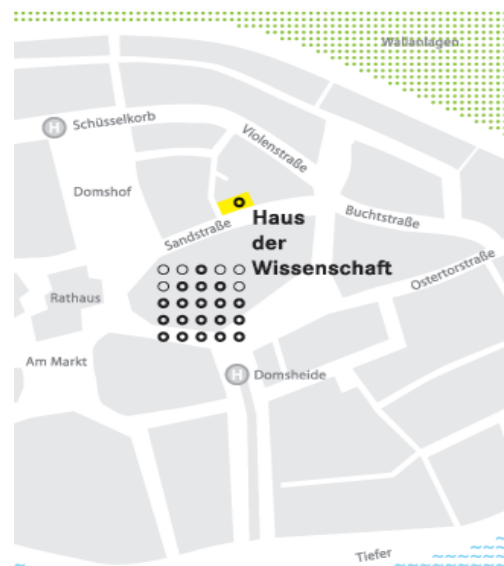 Wallanlagen
H Schüsselkorb
Violenstraße
Domshof
Haus
der
Wissenschaft
Buchtstraße
Sandstraße
Ostertorstraße
Rathaus
Am Markt
H Domsheide
Tiefer